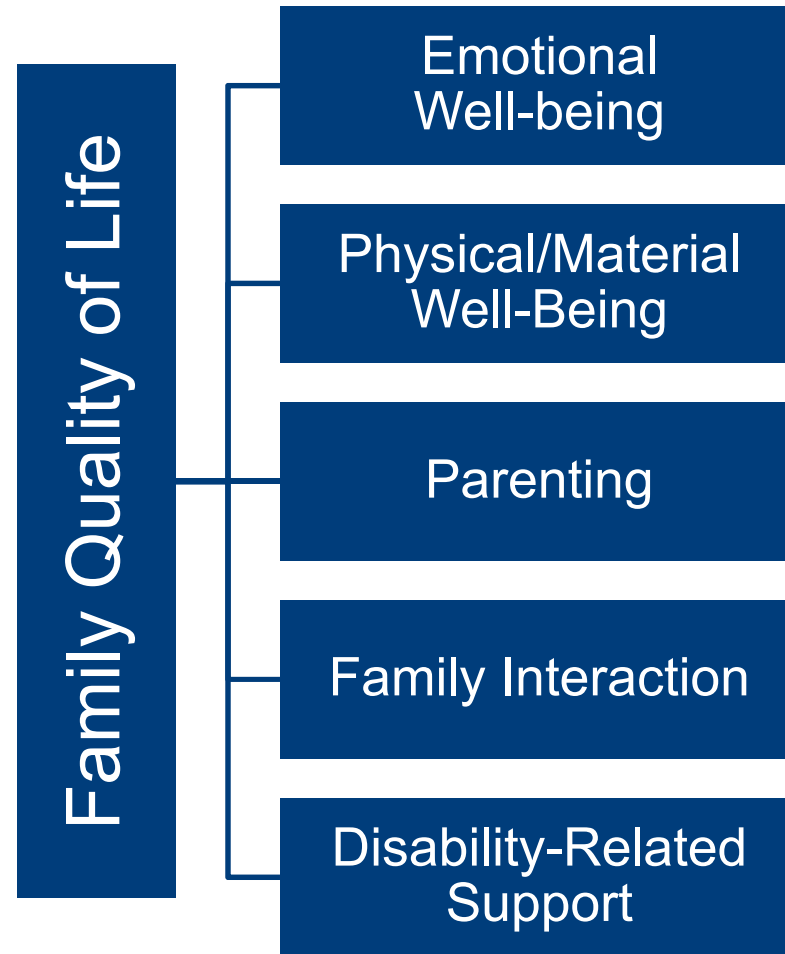 Family Quality of Life
Emotional
Well-being
Physical/Material
Well-Being
Parenting
Family Interaction
Disability-Related
Support